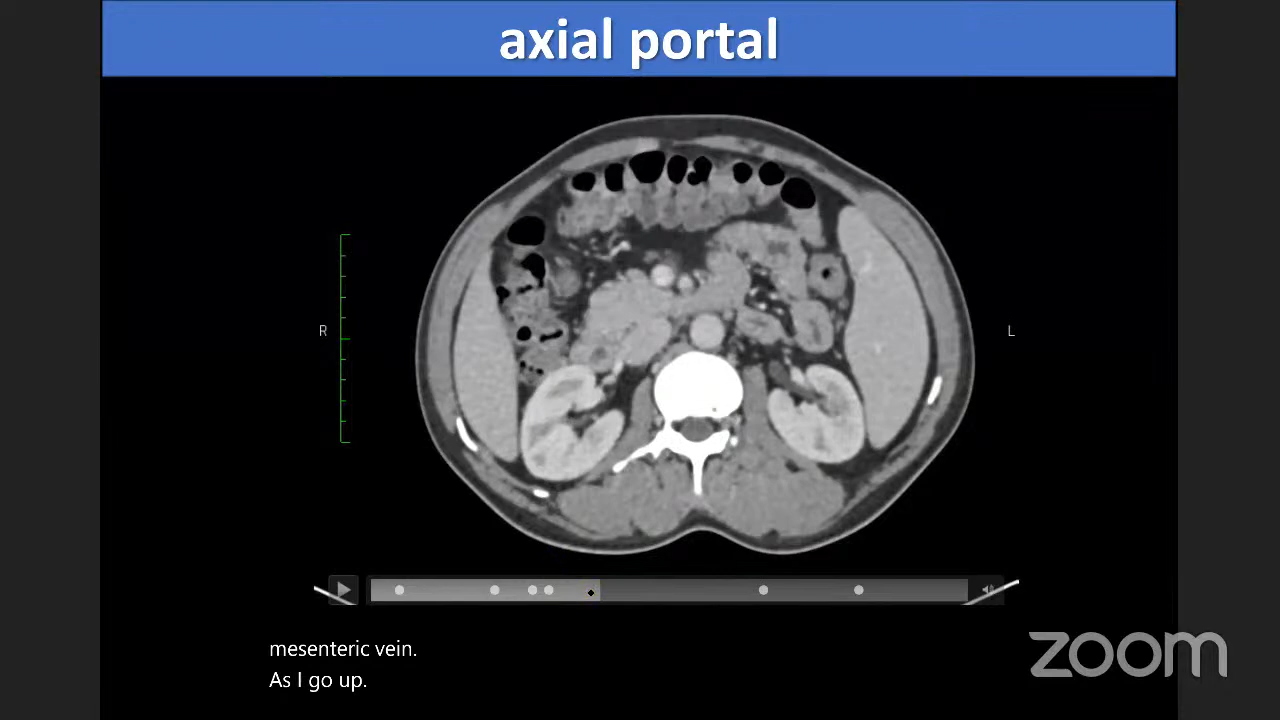 axial portal
R
L
mesenteric vein.
As I go up.
zoom